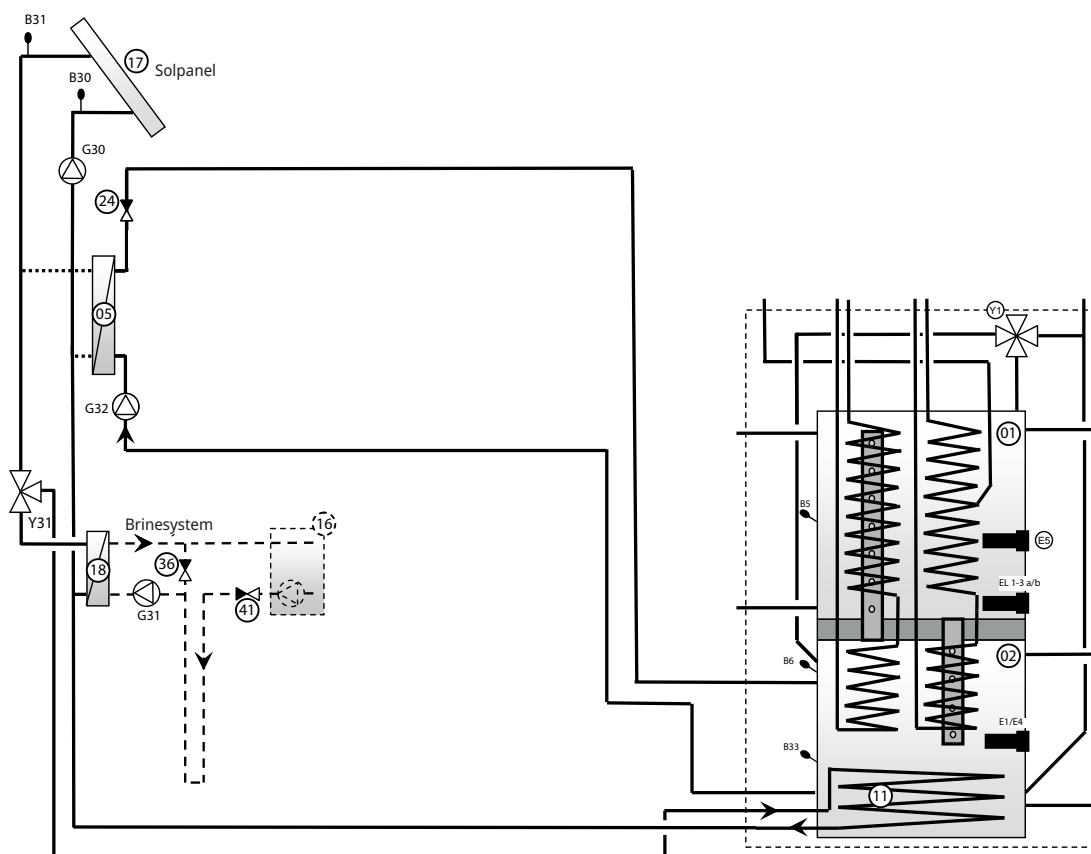 B31
17
Solpanel
B30
G30
24
05
G32
Y1
01
B5
E5
Y31
Brinesystem
16
36
18
G31
41
EL 1-3 a/b
02
B6
E1/E4
B33
11